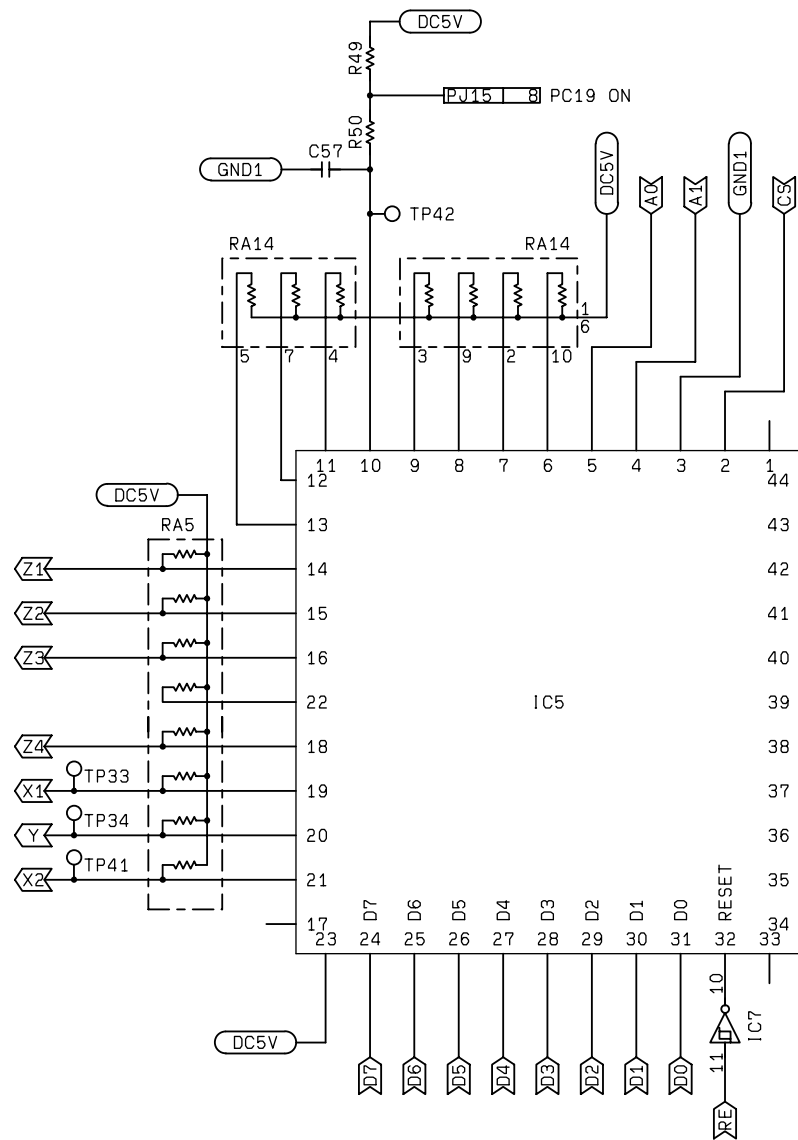 DC5V
R49
PJ15 8 PC19 ON
R50
C57
GND1
DC5V
A0
A1
GND1
CS
TP42
RA14
RA14
1
6
5 7 4 3 9 2 10
11 10 9 8 7 6 5 4 3 2 1
12 44
DC5V
13 43
RA5
Z1 14 42
Z2 15 41
Z3 16 40
22 IC5 39
Z4 18 38
TP33
X1 19 37
TP34
Y 20 36
TP41
X2 21 35
D7 D6 D5 D4 D3 D2 D1 D0 RESET
17 34
23 24 25 26 27 28 29 30 31 32 33
10
IC7
DC5V
11
D7 D6 D5 D4 D3 D2 D1 D0
RE